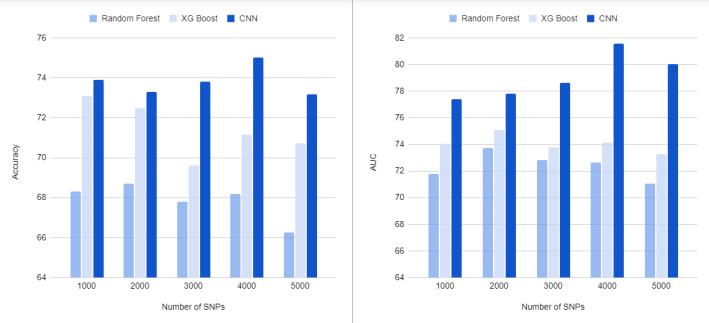 Random Forest XG Boost CNN
76
74
72
70
68
66
64
Accuracy
1000 2000 3000 4000 5000
Number of SNPs
Random Forest XG Boost CNN
82
80
78
76
74
72
70
68
66
64
AUC
1000 2000 3000 4000 5000
Number of SNPs